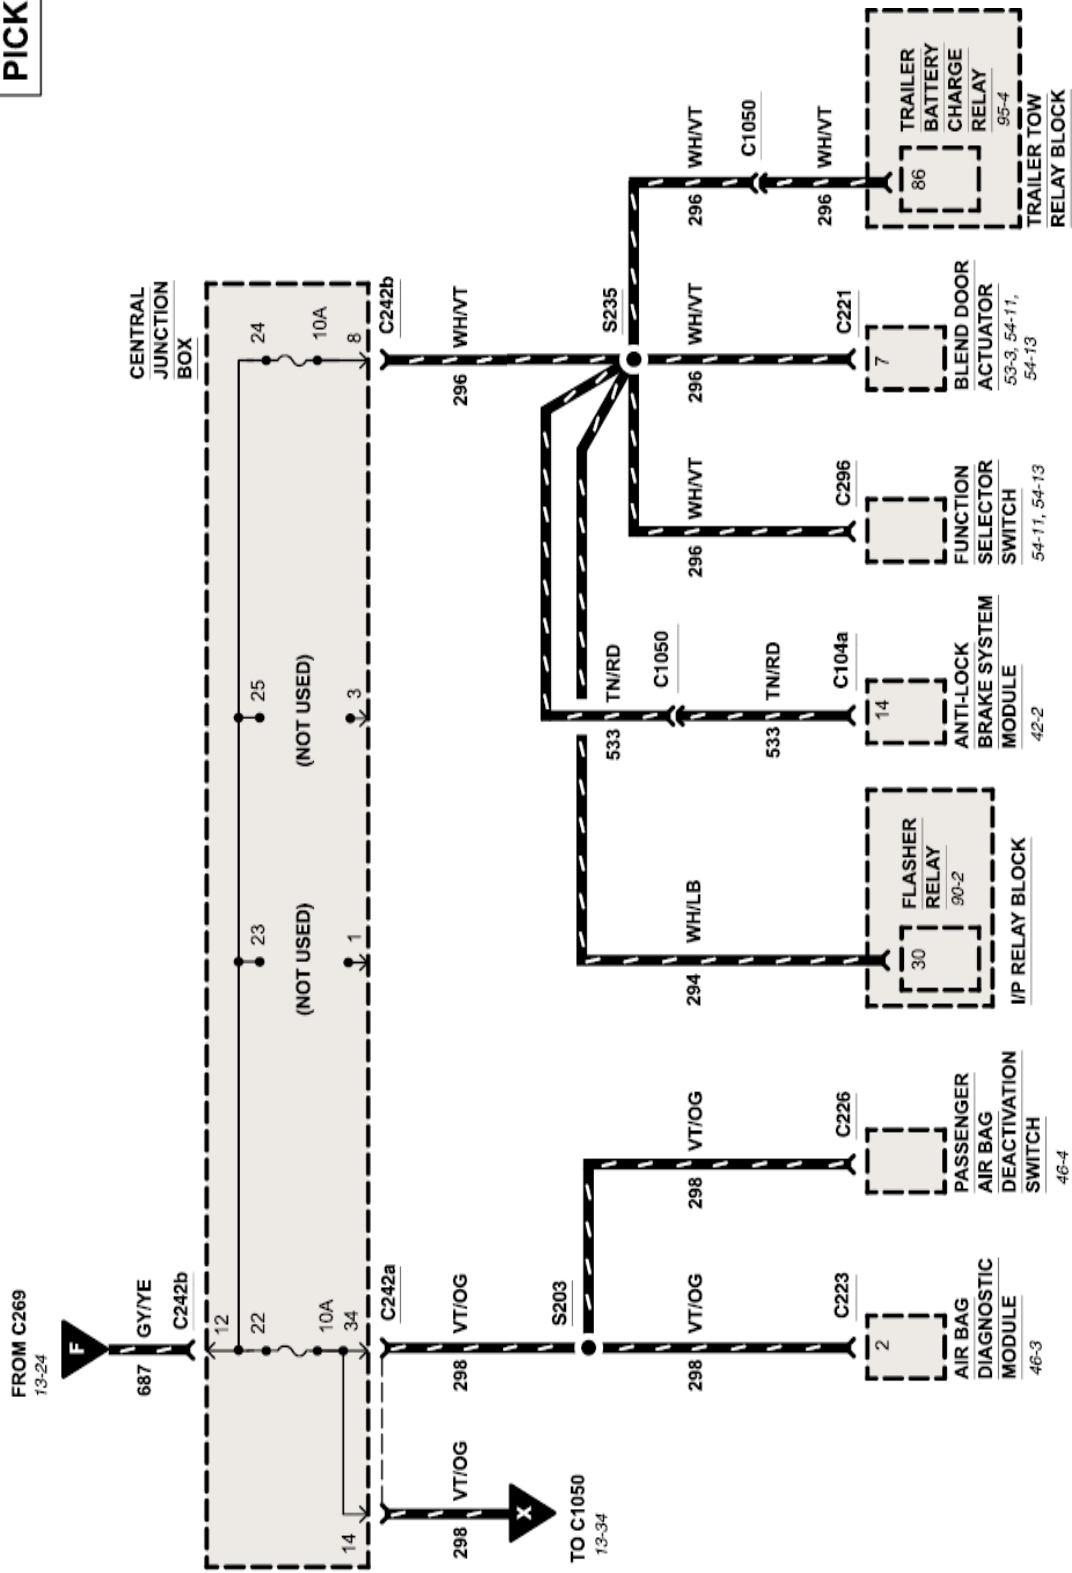 PICK
FROM C269
13-24
F
687
GY/YE
C242b
CENTRAL
JUNCTION
BOX
12
22
10A
34
14
23
(NOT USED)
1
25
(NOT USED)
3
24
10A
8
C242a
C242b
298
VT/OG
X
TO C1050
13-34
298
VT/OG
S203
298
VT/OG
C223
2
AIR BAG
DIAGNOSTIC
MODULE
46-3
298
VT/OG
C226
PASSENGER
AIR BAG
DEACTIVATION
SWITCH
46-4
294
WH/LB
30
FLASHER
RELAY
90-2
I/P RELAY BLOCK
533
TN/RD
C1050
533
TN/RD
C104a
14
ANTI-LOCK
BRAKE SYSTEM
MODULE
42-2
296
WH/VT
C296
FUNCTION
SELECTOR
SWITCH
54-11, 54-13
296
WH/VT
S235
296
WH/VT
C221
7
BLEND DOOR
ACTUATOR
53-3, 54-11,
54-13
296
WH/VT
C1050
296
WH/VT
86
TRAILER
BATTERY
CHARGE
RELAY
95-4
TRAILER TOW
RELAY BLOCK